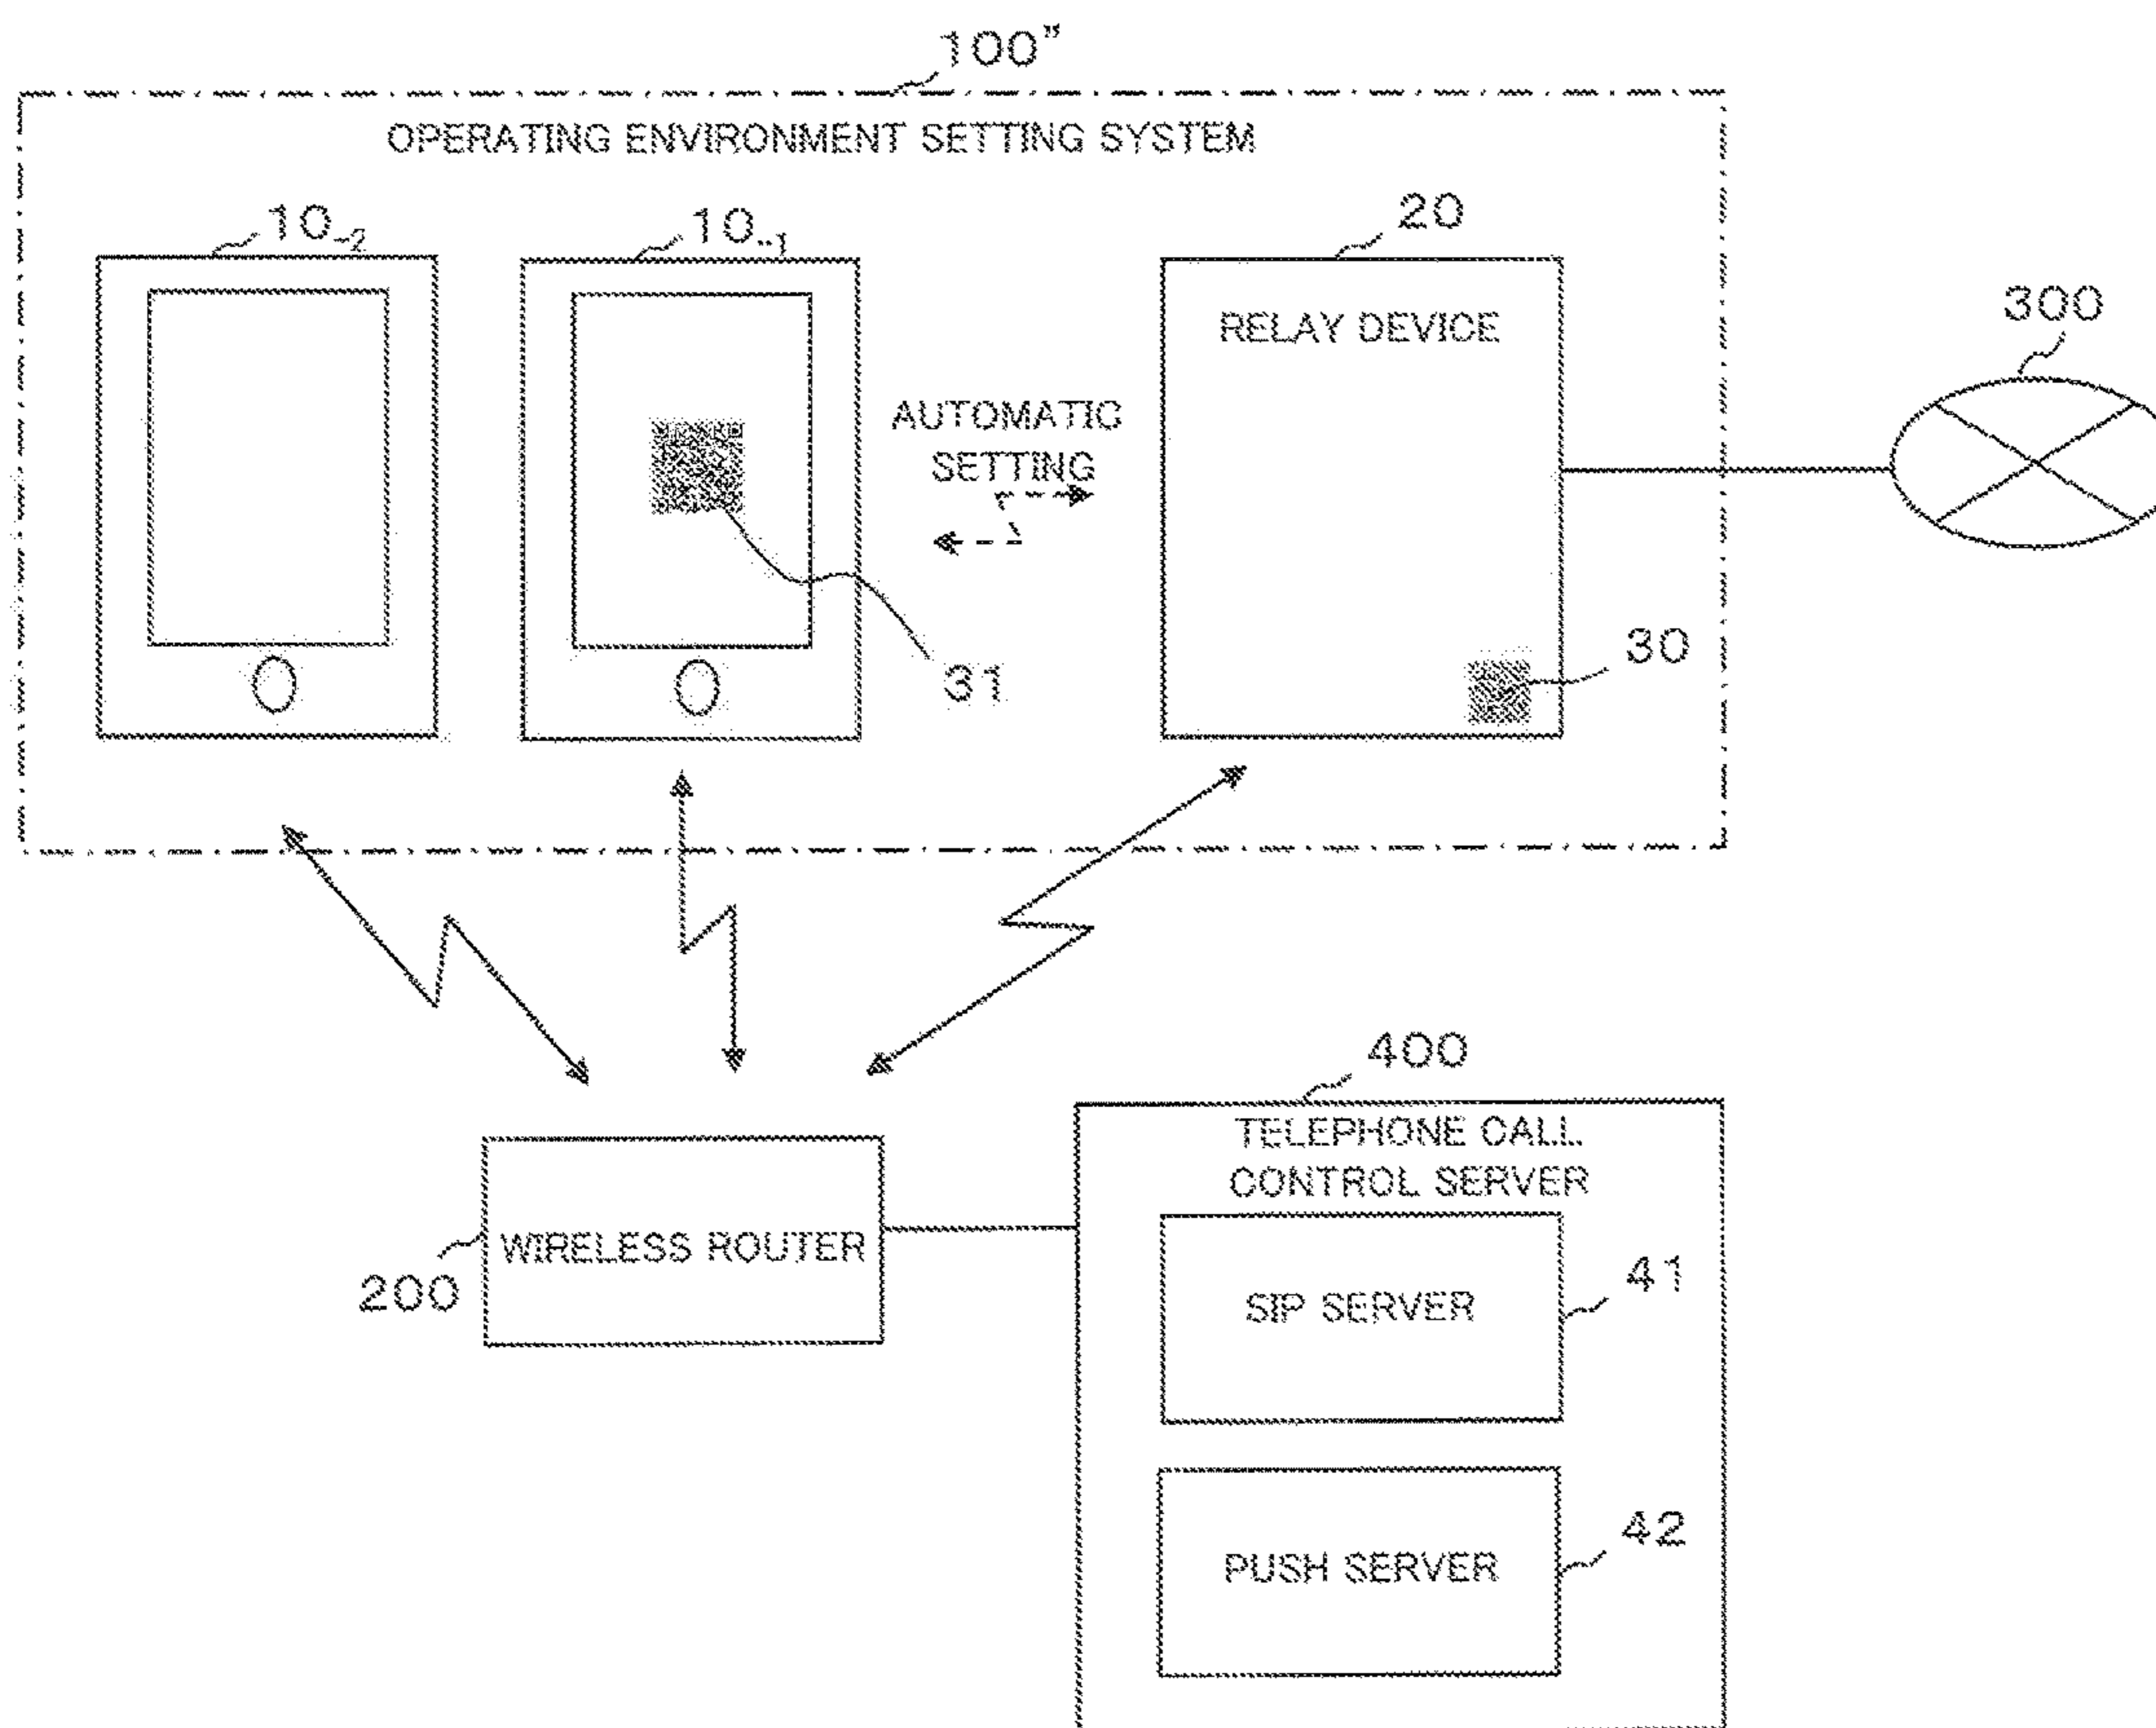 100"
OPERATING ENVIRONMENT SETTING SYSTEM
10-2
10-1
20
RELAY DEVICE
300
AUTOMATIC
SETTING
30
31
400
TELEPHONE CALL
CONTROL SERVER
WIRELESS ROUTER
200
41
SIP SERVER
42
PUSH SERVER